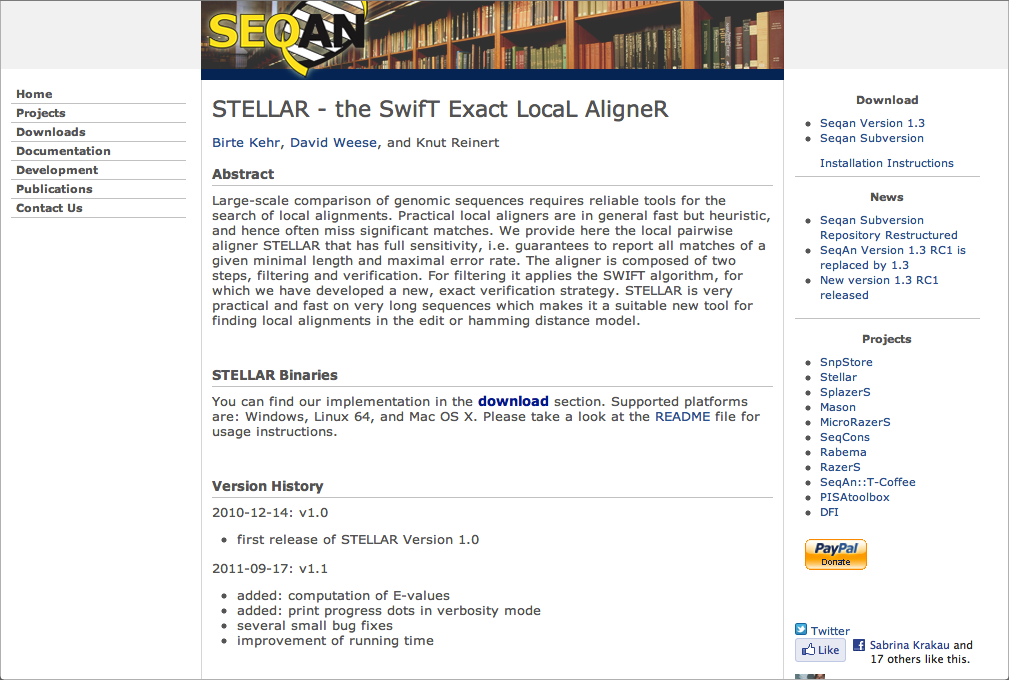 SEQAN
Home
Projects
Downloads
Documentation
Development
Publications
Contact Us
STELLAR - the SwifT Exact LocaL AligneR
Birte Kehr, David Weese, and Knut Reinert
Abstract
Large-scale comparison of genomic sequences requires reliable tools for the
search of local alignments. Practical local aligners are in general fast but heuristic,
and hence often miss significant matches. We provide here the local pairwise
aligner STELLAR that has full sensitivity, i.e. guarantees to report all matches of a
given minimal length and maximal error rate. The aligner is composed of two
steps, filtering and verification. For filtering it applies the SWIFT algorithm, for
which we have developed a new, exact verification strategy. STELLAR is very
practical and fast on very long sequences which makes it a suitable new tool for
finding local alignments in the edit or hamming distance model.
STELLAR Binaries
You can find our implementation in the download section. Supported platforms
are: Windows, Linux 64, and Mac OS X. Please take a look at the README file for
usage instructions.
Version History
2010-12-14: v1.0
• first release of STELLAR Version 1.0
2011-09-17: v1.1
• added: computation of E-values
• added: print progress dots in verbosity mode
• several small bug fixes
• improvement of running time
Download
• Seqan Version 1.3
• Seqan Subversion
Installation Instructions
News
• Seqan Subversion
Repository Restructured
• SeqAn Version 1.3 RC1 is
replaced by 1.3
• New version 1.3 RC1
released
Projects
• SnpStore
• Stellar
• SplazerS
• Mason
• MicroRazerS
• SeqCons
• Rabema
• RazerS
• SeqAn::T-Coffee
• PISAtoolbox
• DFI
PayPal
Donate
Twitter
Like
Sabrina Krakau and
17 others like this.